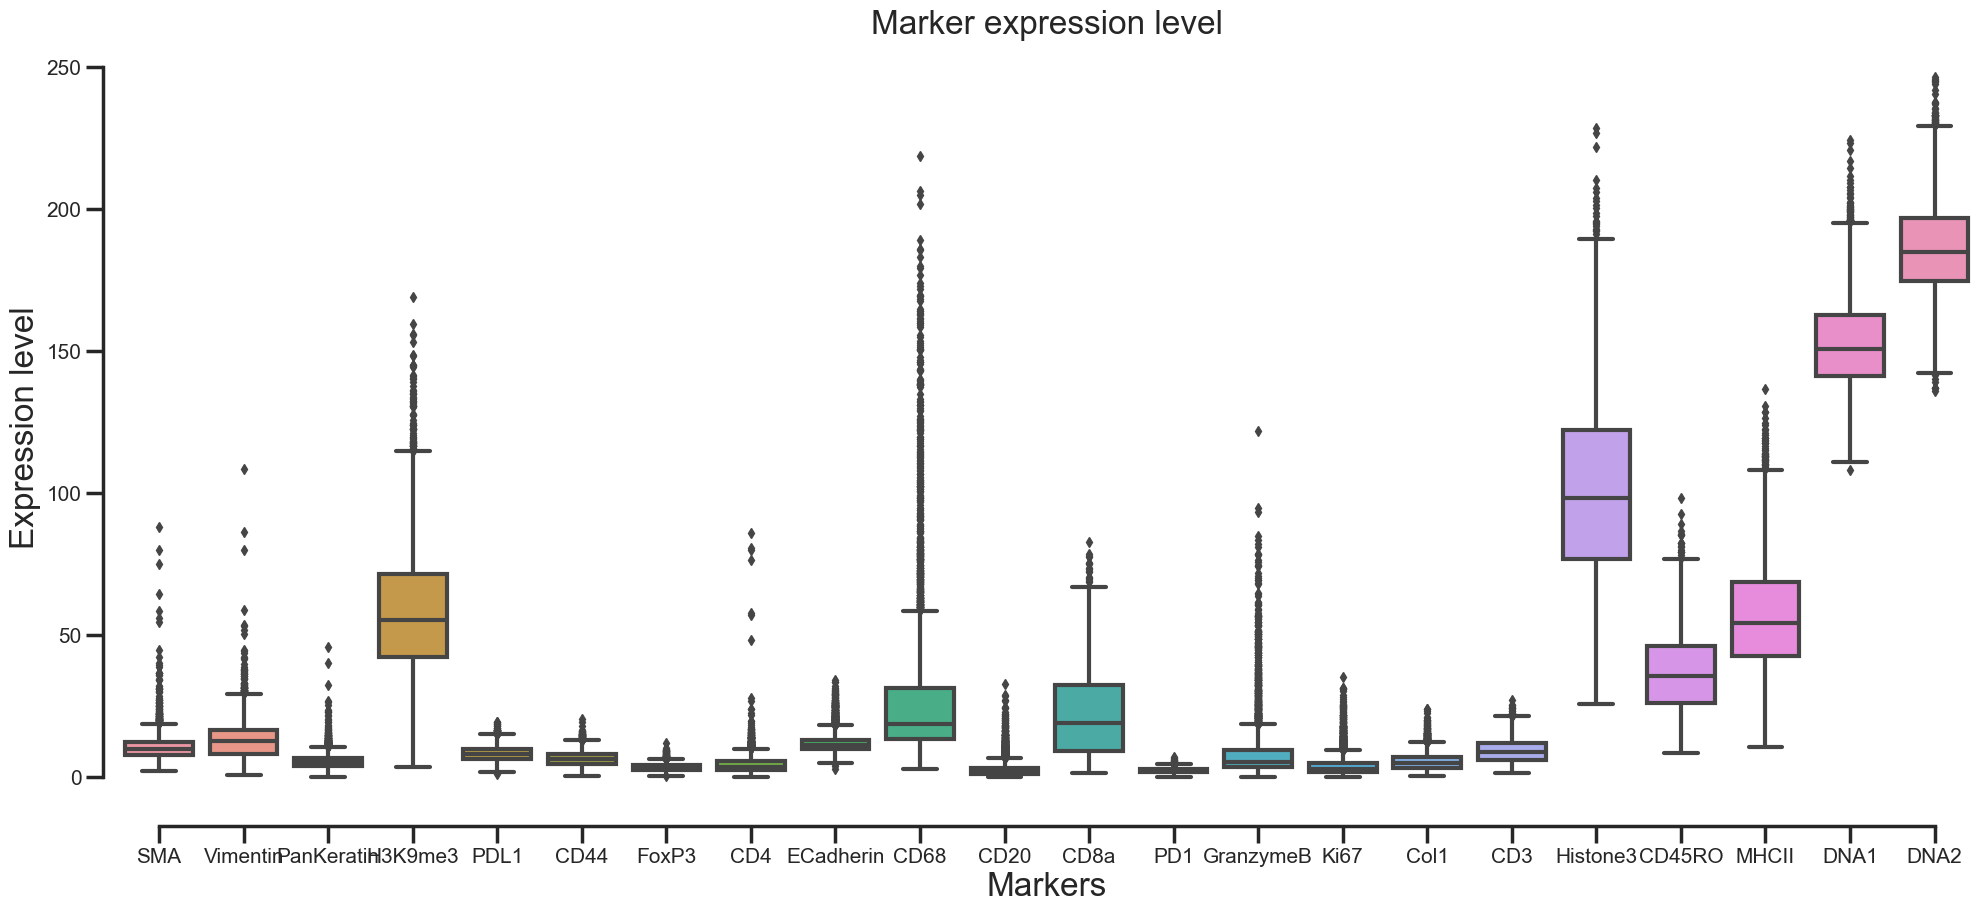 Marker expression level
250
200
150
100
50
0
Expression level
SMA Vimentin PanKeratin H3K9me3 PDL1 CD44 FoxP3 CD4 ECadherin CD68 CD20 CD8a PD1 GranzymeB Ki67 Col1 CD3 Histone3 CD45RO MHCII DNA1 DNA2
Markers